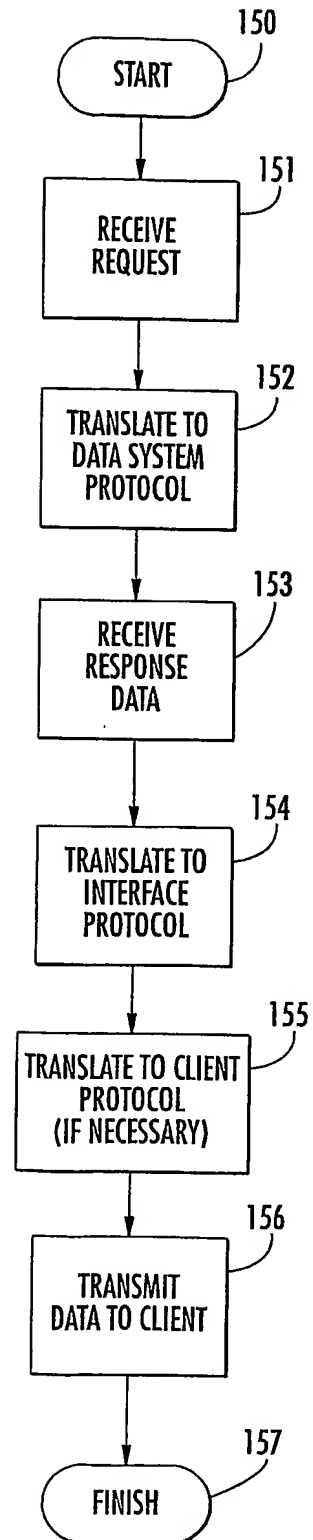 150
START
151
RECEIVE
REQUEST
152
TRANSLATE TO
DATA SYSTEM
PROTOCOL
153
RECEIVE
RESPONSE
DATA
154
TRANSLATE TO
INTERFACE
PROTOCOL
155
TRANSLATE TO CLIENT
PROTOCOL
(IF NECESSARY)
156
TRANSMIT
DATA TO CLIENT
157
FINISH